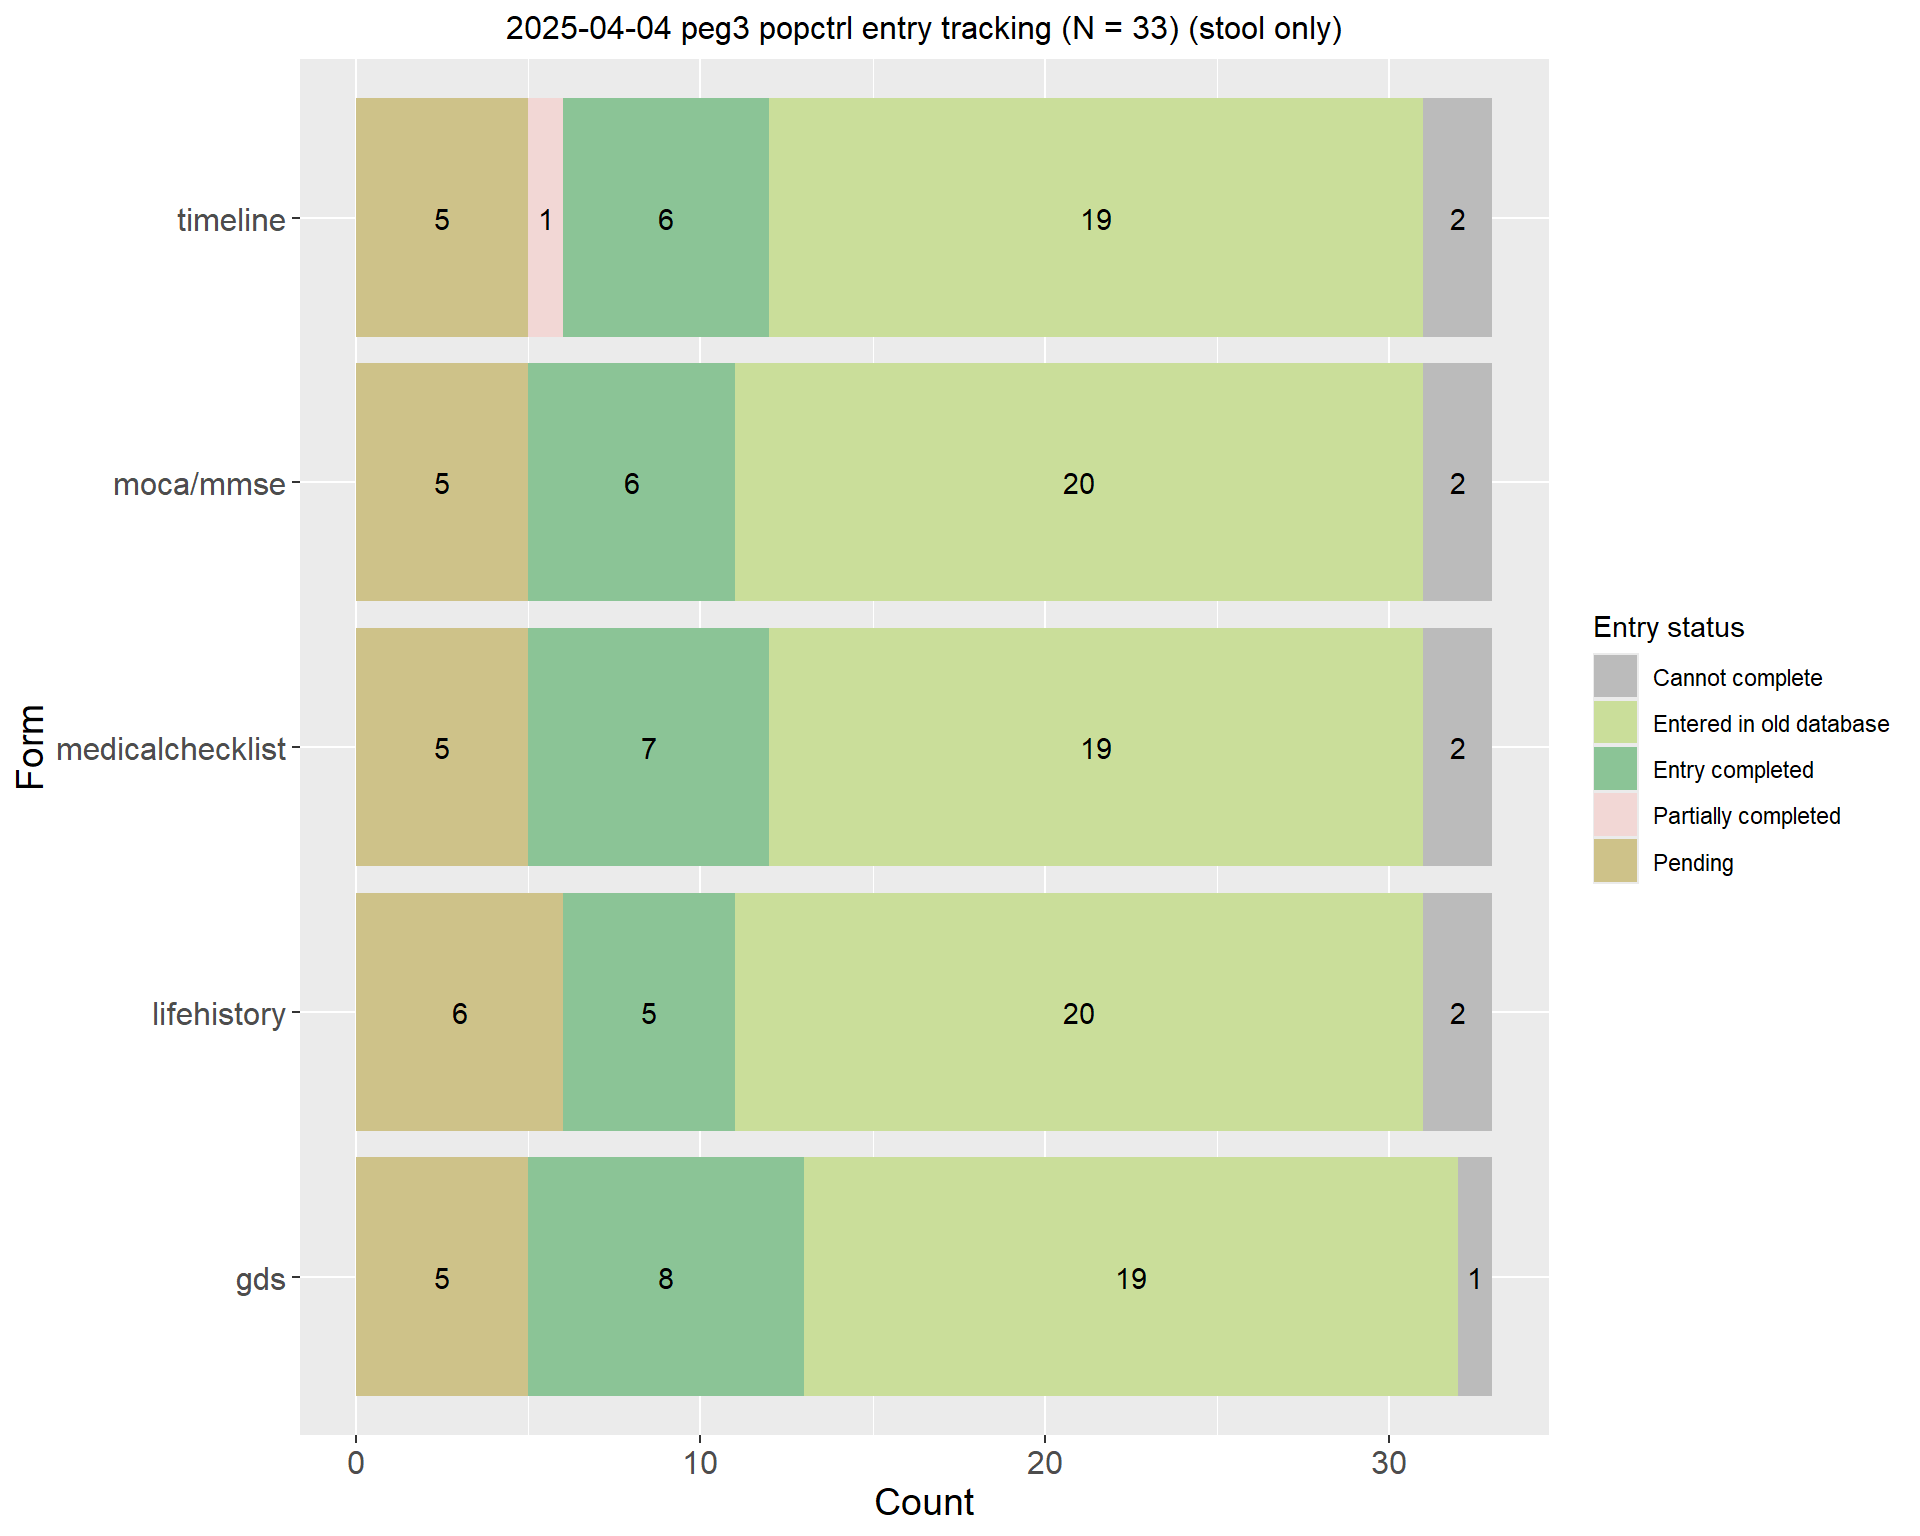 2025-04-04 peg3 popctrl entry tracking (N = 33) (stool only)
Form
timeline
5 1 6 19 2
moca/mmse
5 6 20 2
medicalchecklist
5 7 19 2
lifehistory
6 5 20 2
gds
5 8 19 1
0 10 20 30
Count
Entry status
Cannot complete
Entered in old database
Entry completed
Partially completed
Pending